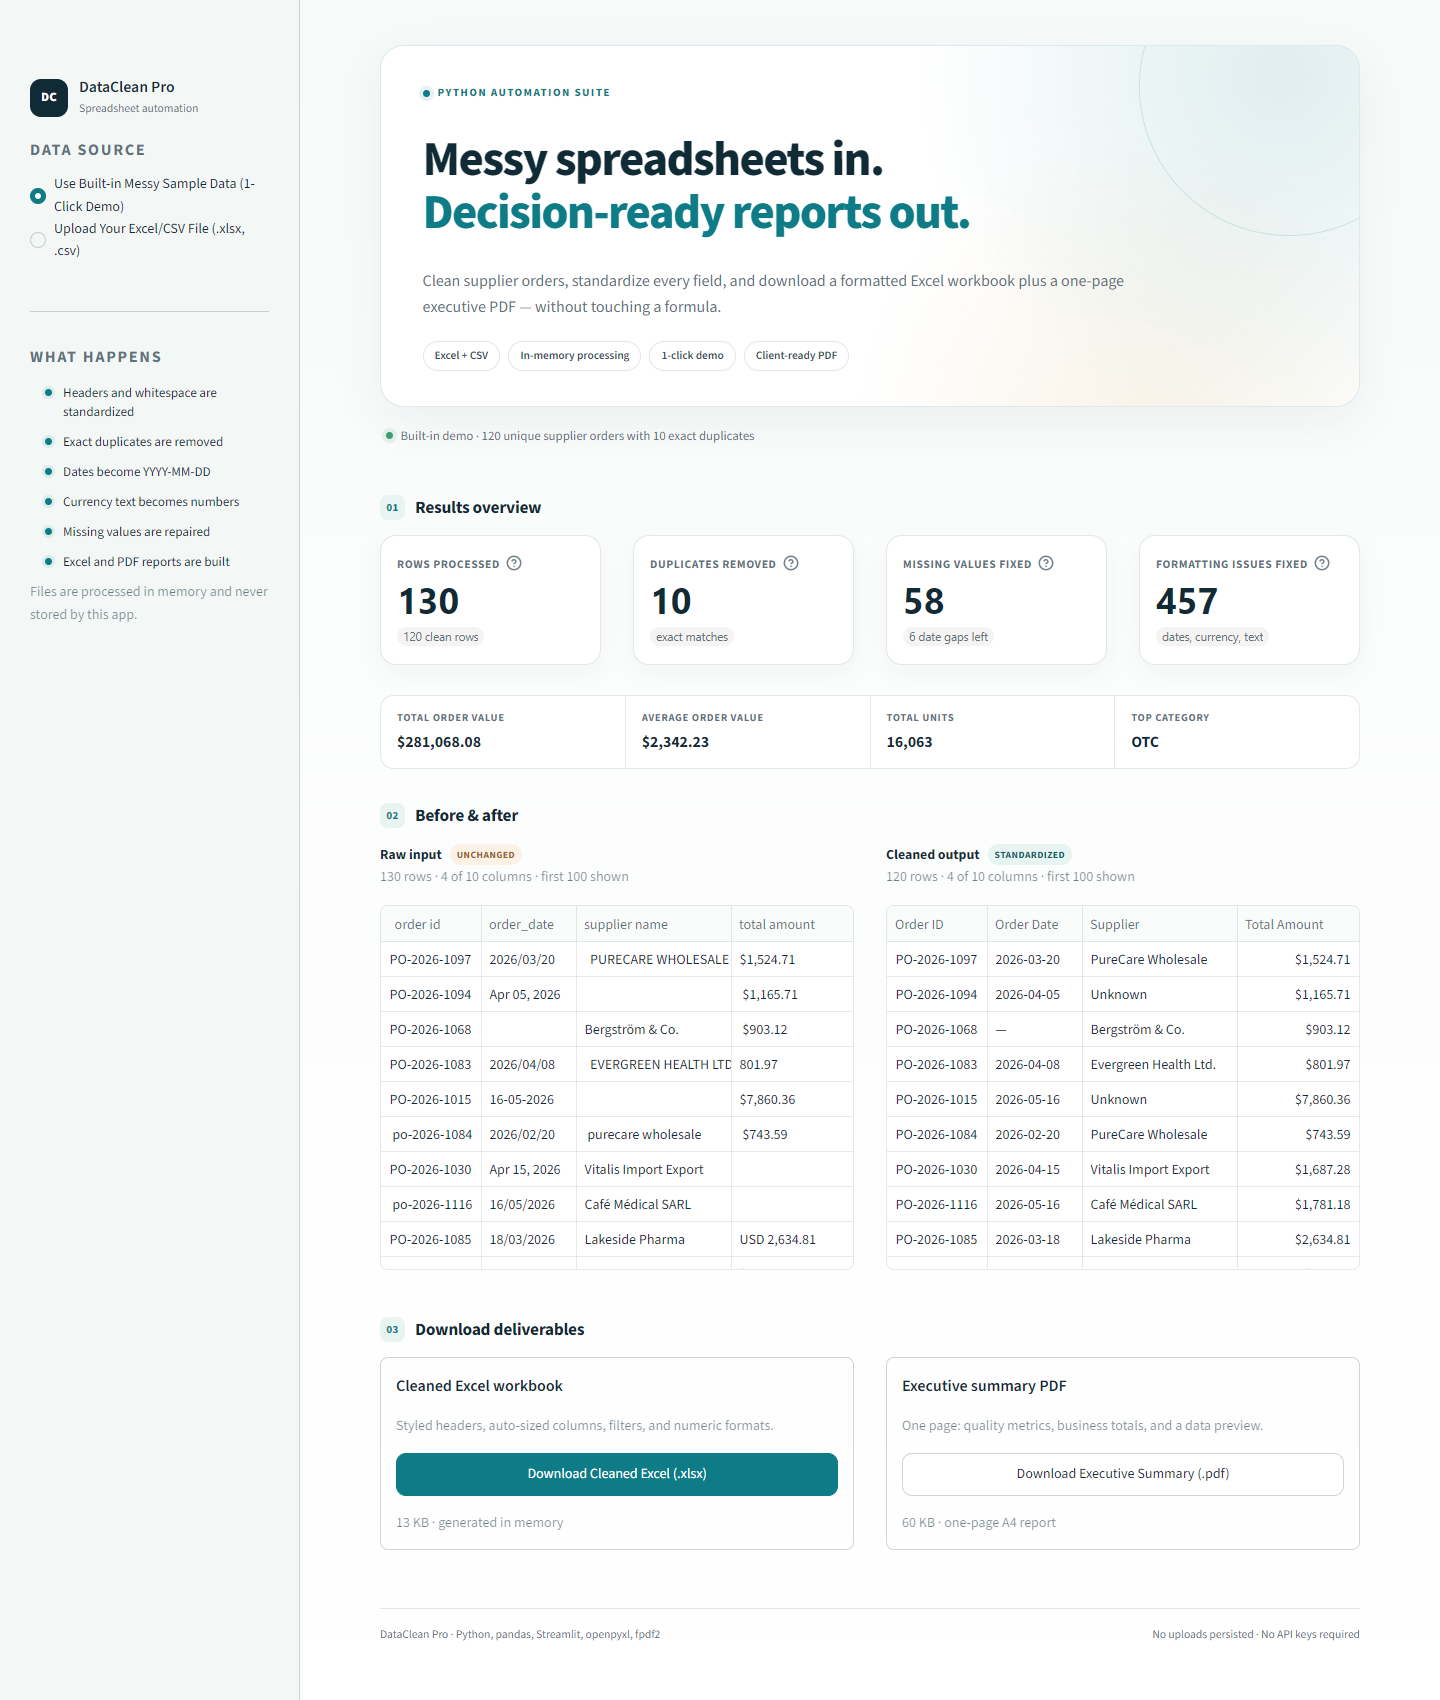 DC
DataClean Pro
Spreadsheet automation
DATA SOURCE
Use Built-in Messy Sample Data (1-
Click Demo)
Upload Your Excel/CSV File (.xlsx,
.csv)
WHAT HAPPENS
Headers and whitespace are
standardized
Exact duplicates are removed
Dates become YYYY-MM-DD
Currency text becomes numbers
Missing values are repaired
Excel and PDF reports are built
Files are processed in memory and never
stored by this app.
PYTHON AUTOMATION SUITE
Messy spreadsheets in.
Decision-ready reports out.
Clean supplier orders, standardize every field, and download a formatted Excel workbook plus a one-page
executive PDF — without touching a formula.
Excel + CSV
In-memory processing
1-click demo
Client-ready PDF
Built-in demo · 120 unique supplier orders with 10 exact duplicates
01 Results overview
ROWS PROCESSED ?
130
120 clean rows
DUPLICATES REMOVED ?
10
exact matches
MISSING VALUES FIXED ?
58
6 date gaps left
FORMATTING ISSUES FIXED ?
457
dates, currency, text
TOTAL ORDER VALUE
$281,068.08
AVERAGE ORDER VALUE
$2,342.23
TOTAL UNITS
16,063
TOP CATEGORY
OTC
02 Before & after
Raw input UNCHANGED
130 rows · 4 of 10 columns · first 100 shown
order id order_date supplier name total amount
PO-2026-1097 2026/03/20 PURECARE WHOLESALE $1,524.71
PO-2026-1094 Apr 05, 2026 $1,165.71
PO-2026-1068 Bergström & Co. $903.12
PO-2026-1083 2026/04/08 EVERGREEN HEALTH LTD 801.97
PO-2026-1015 16-05-2026 $7,860.36
po-2026-1084 2026/02/20 purecare wholesale $743.59
PO-2026-1030 Apr 15, 2026 Vitalis Import Export
po-2026-1116 16/05/2026 Café Médical SARL
PO-2026-1085 18/03/2026 Lakeside Pharma USD 2,634.81
Cleaned output STANDARDIZED
120 rows · 4 of 10 columns · first 100 shown
Order ID Order Date Supplier Total Amount
PO-2026-1097 2026-03-20 PureCare Wholesale $1,524.71
PO-2026-1094 2026-04-05 Unknown $1,165.71
PO-2026-1068 — Bergström & Co. $903.12
PO-2026-1083 2026-04-08 Evergreen Health Ltd. $801.97
PO-2026-1015 2026-05-16 Unknown $7,860.36
PO-2026-1084 2026-02-20 PureCare Wholesale $743.59
PO-2026-1030 2026-04-15 Vitalis Import Export $1,687.28
PO-2026-1116 2026-05-16 Café Médical SARL $1,781.18
PO-2026-1085 2026-03-18 Lakeside Pharma $2,634.81
03 Download deliverables
Cleaned Excel workbook
Styled headers, auto-sized columns, filters, and numeric formats.
Download Cleaned Excel (.xlsx)
13 KB · generated in memory
Executive summary PDF
One page: quality metrics, business totals, and a data preview.
Download Executive Summary (.pdf)
60 KB · one-page A4 report
DataClean Pro · Python, pandas, Streamlit, openpyxl, fpdf2
No uploads persisted · No API keys required